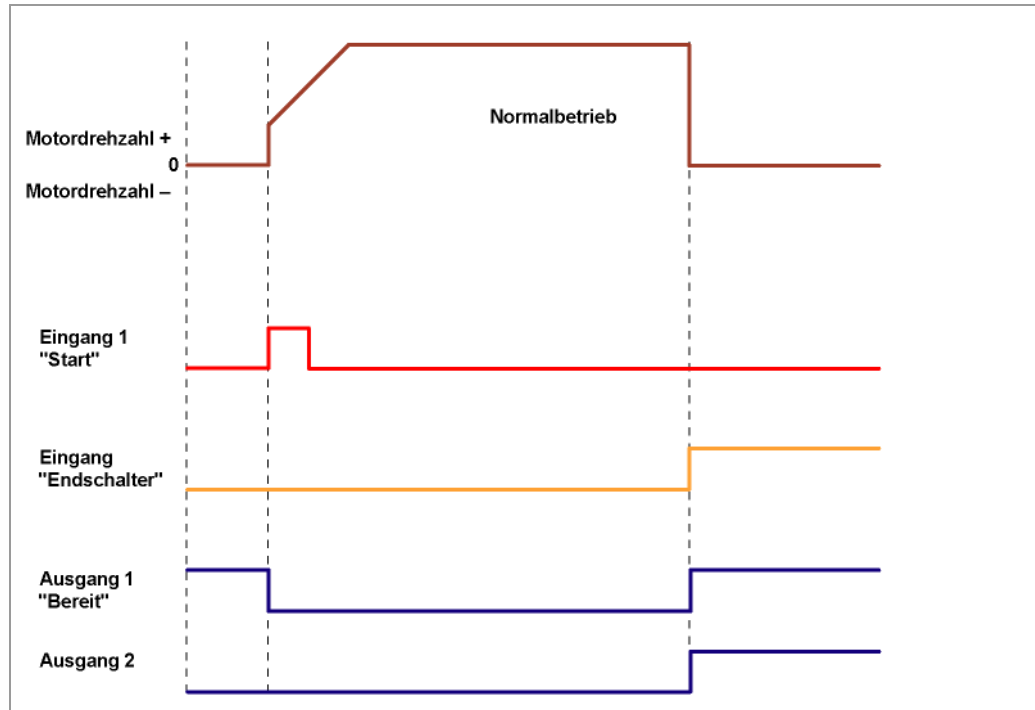 Normalbetrieb
Motordrehzahl +
0
Motordrehzahl –
Eingang 1
"Start"
Eingang
"Endschalter"
Ausgang 1
"Bereit"
Ausgang 2